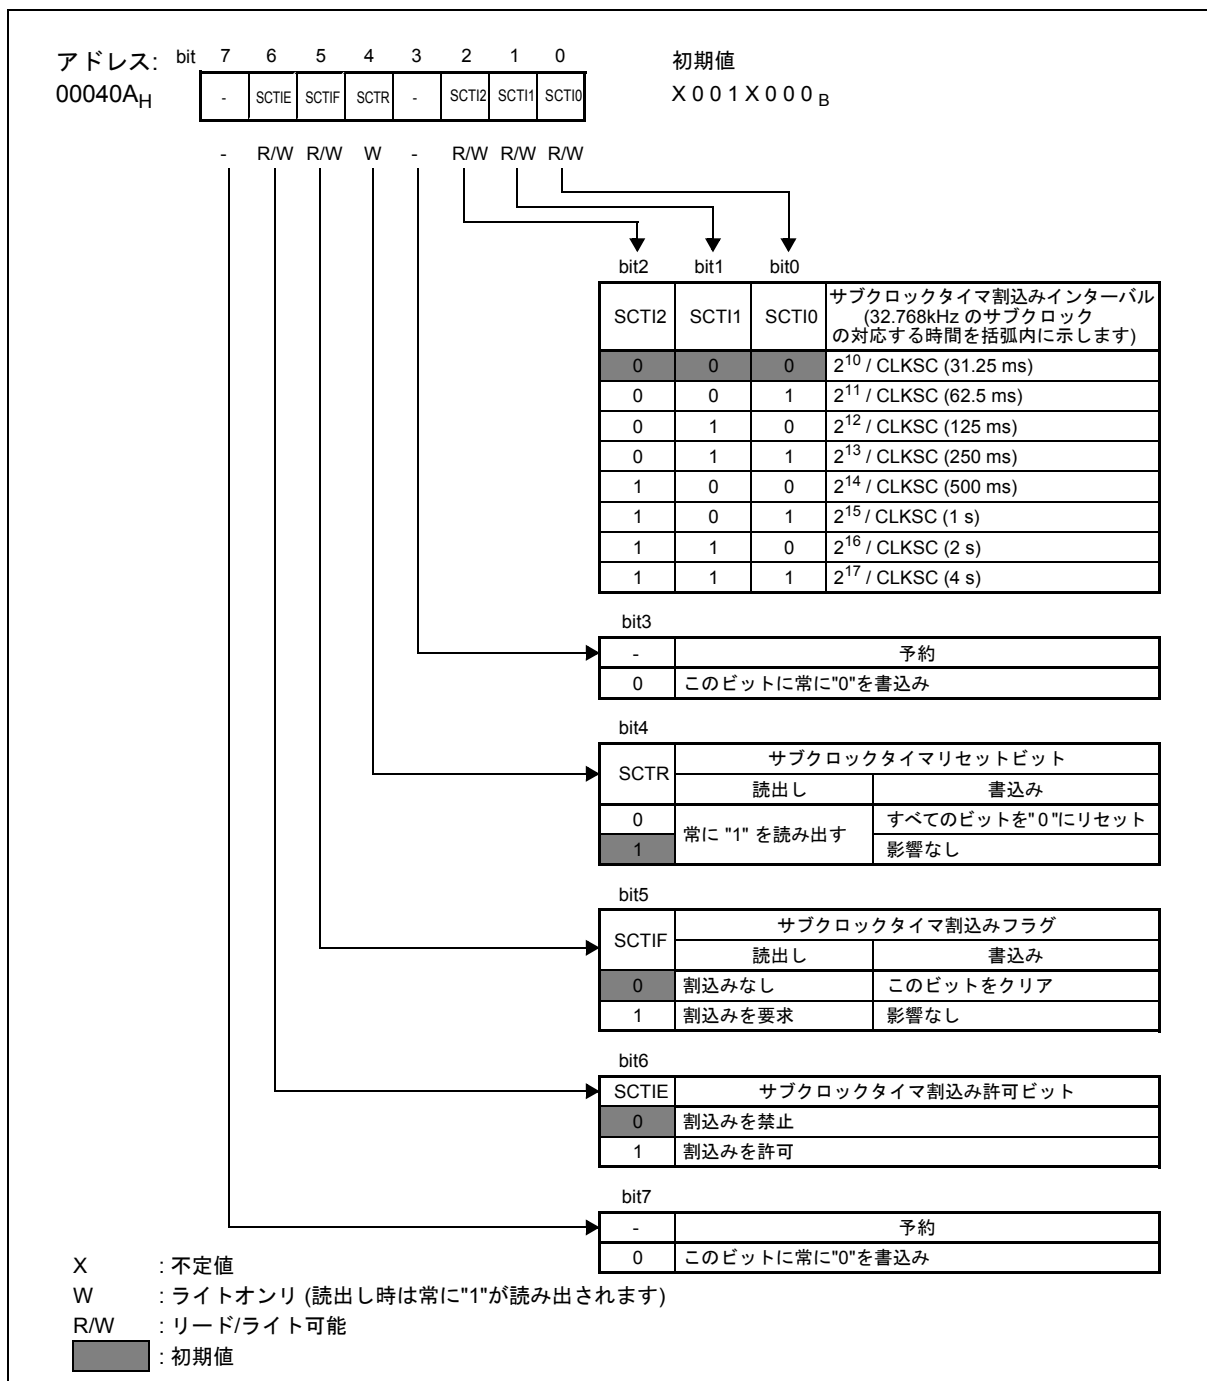 アドレス: bit 7 6 5 4 3 2 1 0 初期値
00040AH - SCTIE SCTIF SCTR - SCTI2 SCTI1 SCTI0 X 0 0 1 X 0 0 0 B
- R/W R/W W - R/W R/W R/W
bit2 bit1 bit0
SCTI2 SCTI1 SCTI0 サブクロックタイマ割込みインターバル
(32.768kHz のサブクロック
の対応する時間を括弧内に示します)
0 0 0 2^10 / CLKSC (31.25 ms)
0 0 1 2^11 / CLKSC (62.5 ms)
0 1 0 2^12 / CLKSC (125 ms)
0 1 1 2^13 / CLKSC (250 ms)
1 0 0 2^14 / CLKSC (500 ms)
1 0 1 2^15 / CLKSC (1 s)
1 1 0 2^16 / CLKSC (2 s)
1 1 1 2^17 / CLKSC (4 s)
bit3
- 予約
0 このビットに常に"0"を書込み
bit4
SCTR サブクロックタイマリセットビット
読出し 書込み
0 常に "1" を読み出す すべてのビットを"0"にリセット
1 影響なし
bit5
SCTIF サブクロックタイマ割込みフラグ
読出し 書込み
0 割込みなし このビットをクリア
1 割込みを要求 影響なし
bit6
SCTIE サブクロックタイマ割込み許可ビット
0 割込みを禁止
1 割込みを許可
bit7
- 予約
0 このビットに常に"0"を書込み
X : 不定値
W : ライトオンリ (読出し時は常に"1"が読み出されます)
R/W : リード/ライト可能
: 初期値